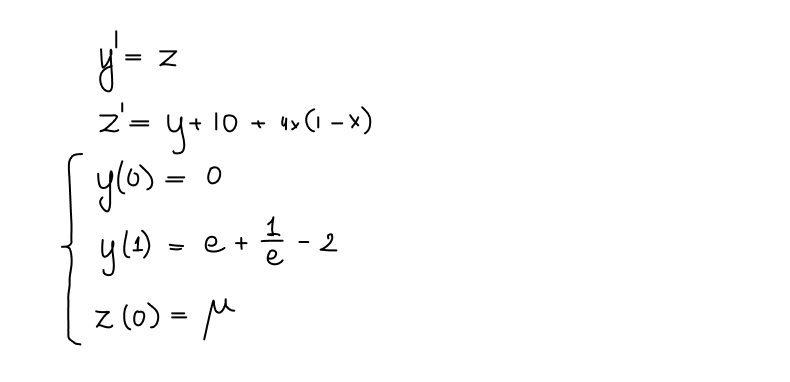 y' = z
z' = y + 10 + 4x(1 - x)
y(0) = 0
y(1) = e + 1/e - 2
z(0) = μ